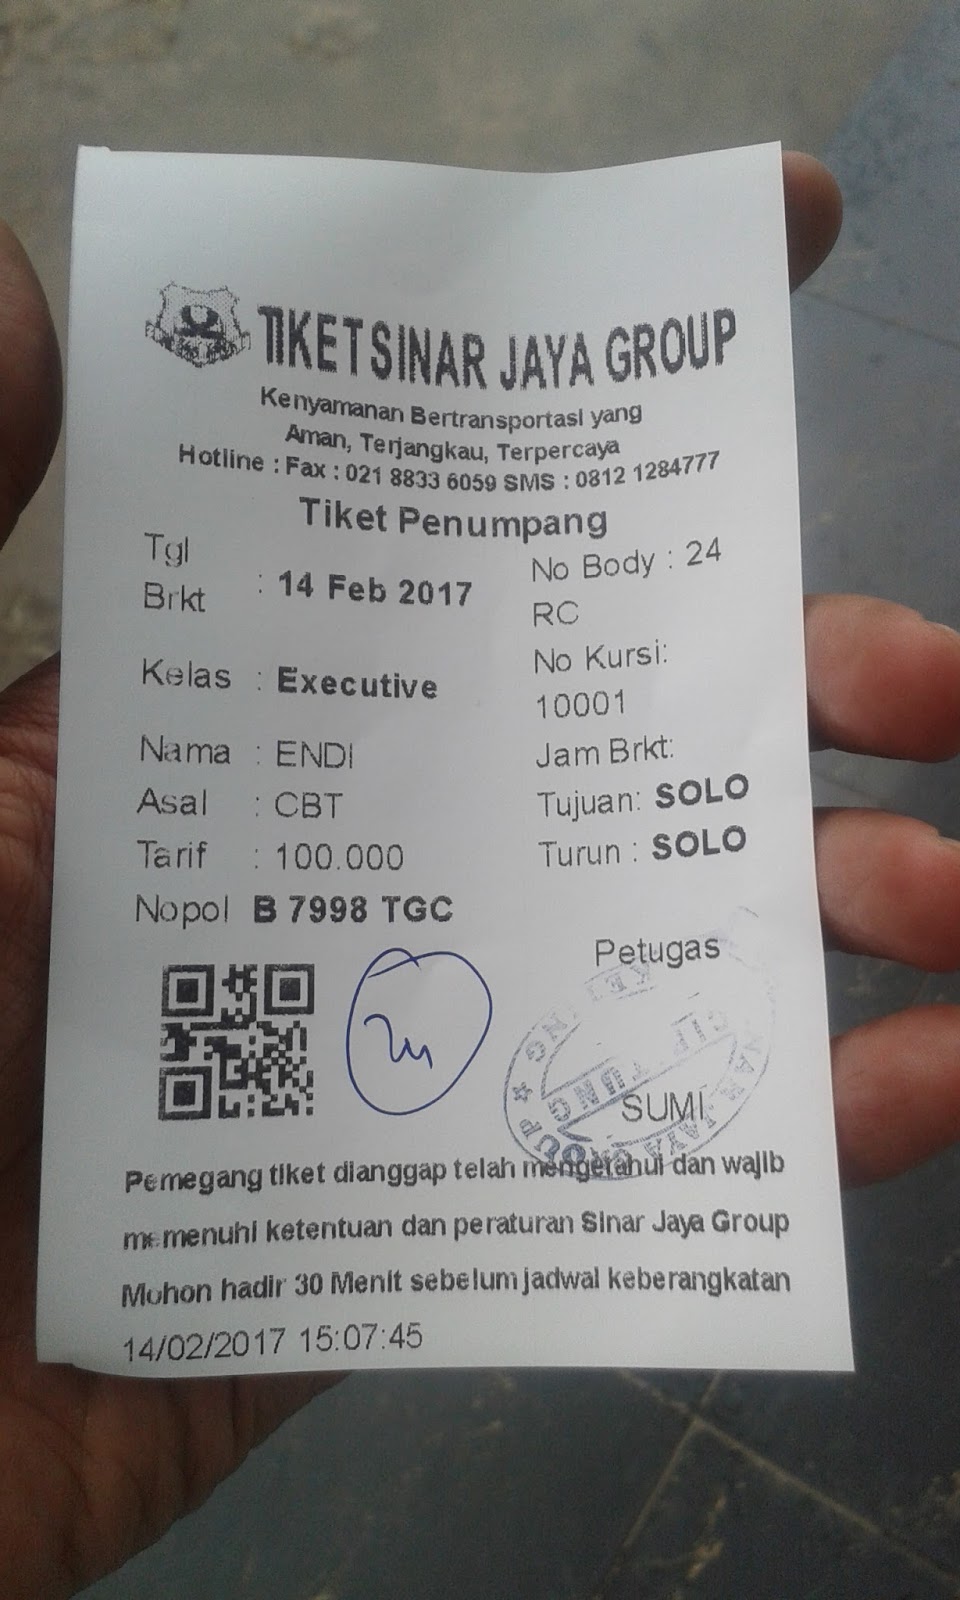 TIKET SINAR JAYA GROUP
Kenyamanan Bertransportasi yang
Aman, Terjangkau, Terpercaya
Hotline : Fax : 021 8833 6059 SMS : 0812 1284777
Tiket Penumpang
Tgl
Brkt : 14 Feb 2017
No Body : 24
RC
Kelas : Executive
No Kursi:
10001
Nama : ENDI
Jam Brkt:
Asal : CBT
Tujuan: SOLO
Tarif : 100.000
Turun : SOLO
Nopol B 7998 TGC
Petugas
SUMI
Pemegang tiket dianggap telah mengetahui dan wajib
memenuhi ketentuan dan peraturan Sinar Jaya Group
Mohon hadir 30 Menit sebelum jadwal keberangkatan
14/02/2017 15:07:45